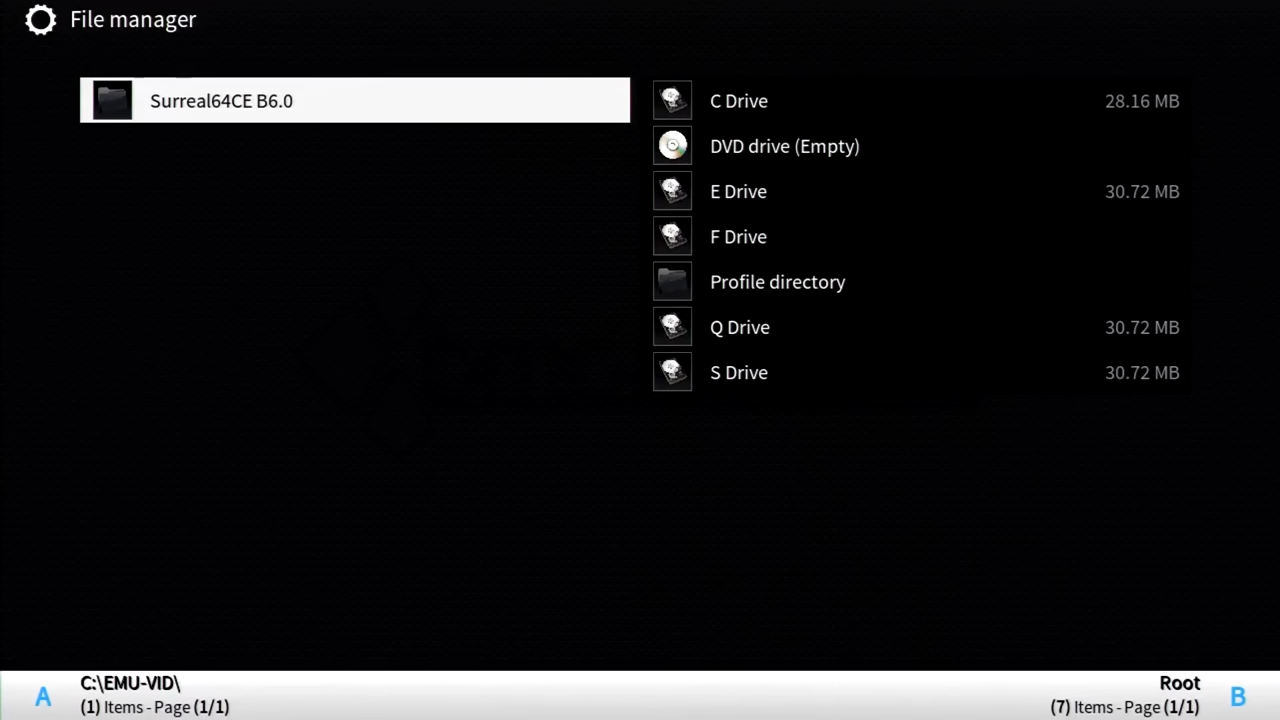 File manager
Surreal64CE B6.0
C Drive 28.16 MB
DVD drive (Empty)
E Drive 30.72 MB
F Drive
Profile directory
Q Drive 30.72 MB
S Drive 30.72 MB
A C:\EMU-VID\
(1) Items - Page (1/1)
Root B
(7) Items - Page (1/1)